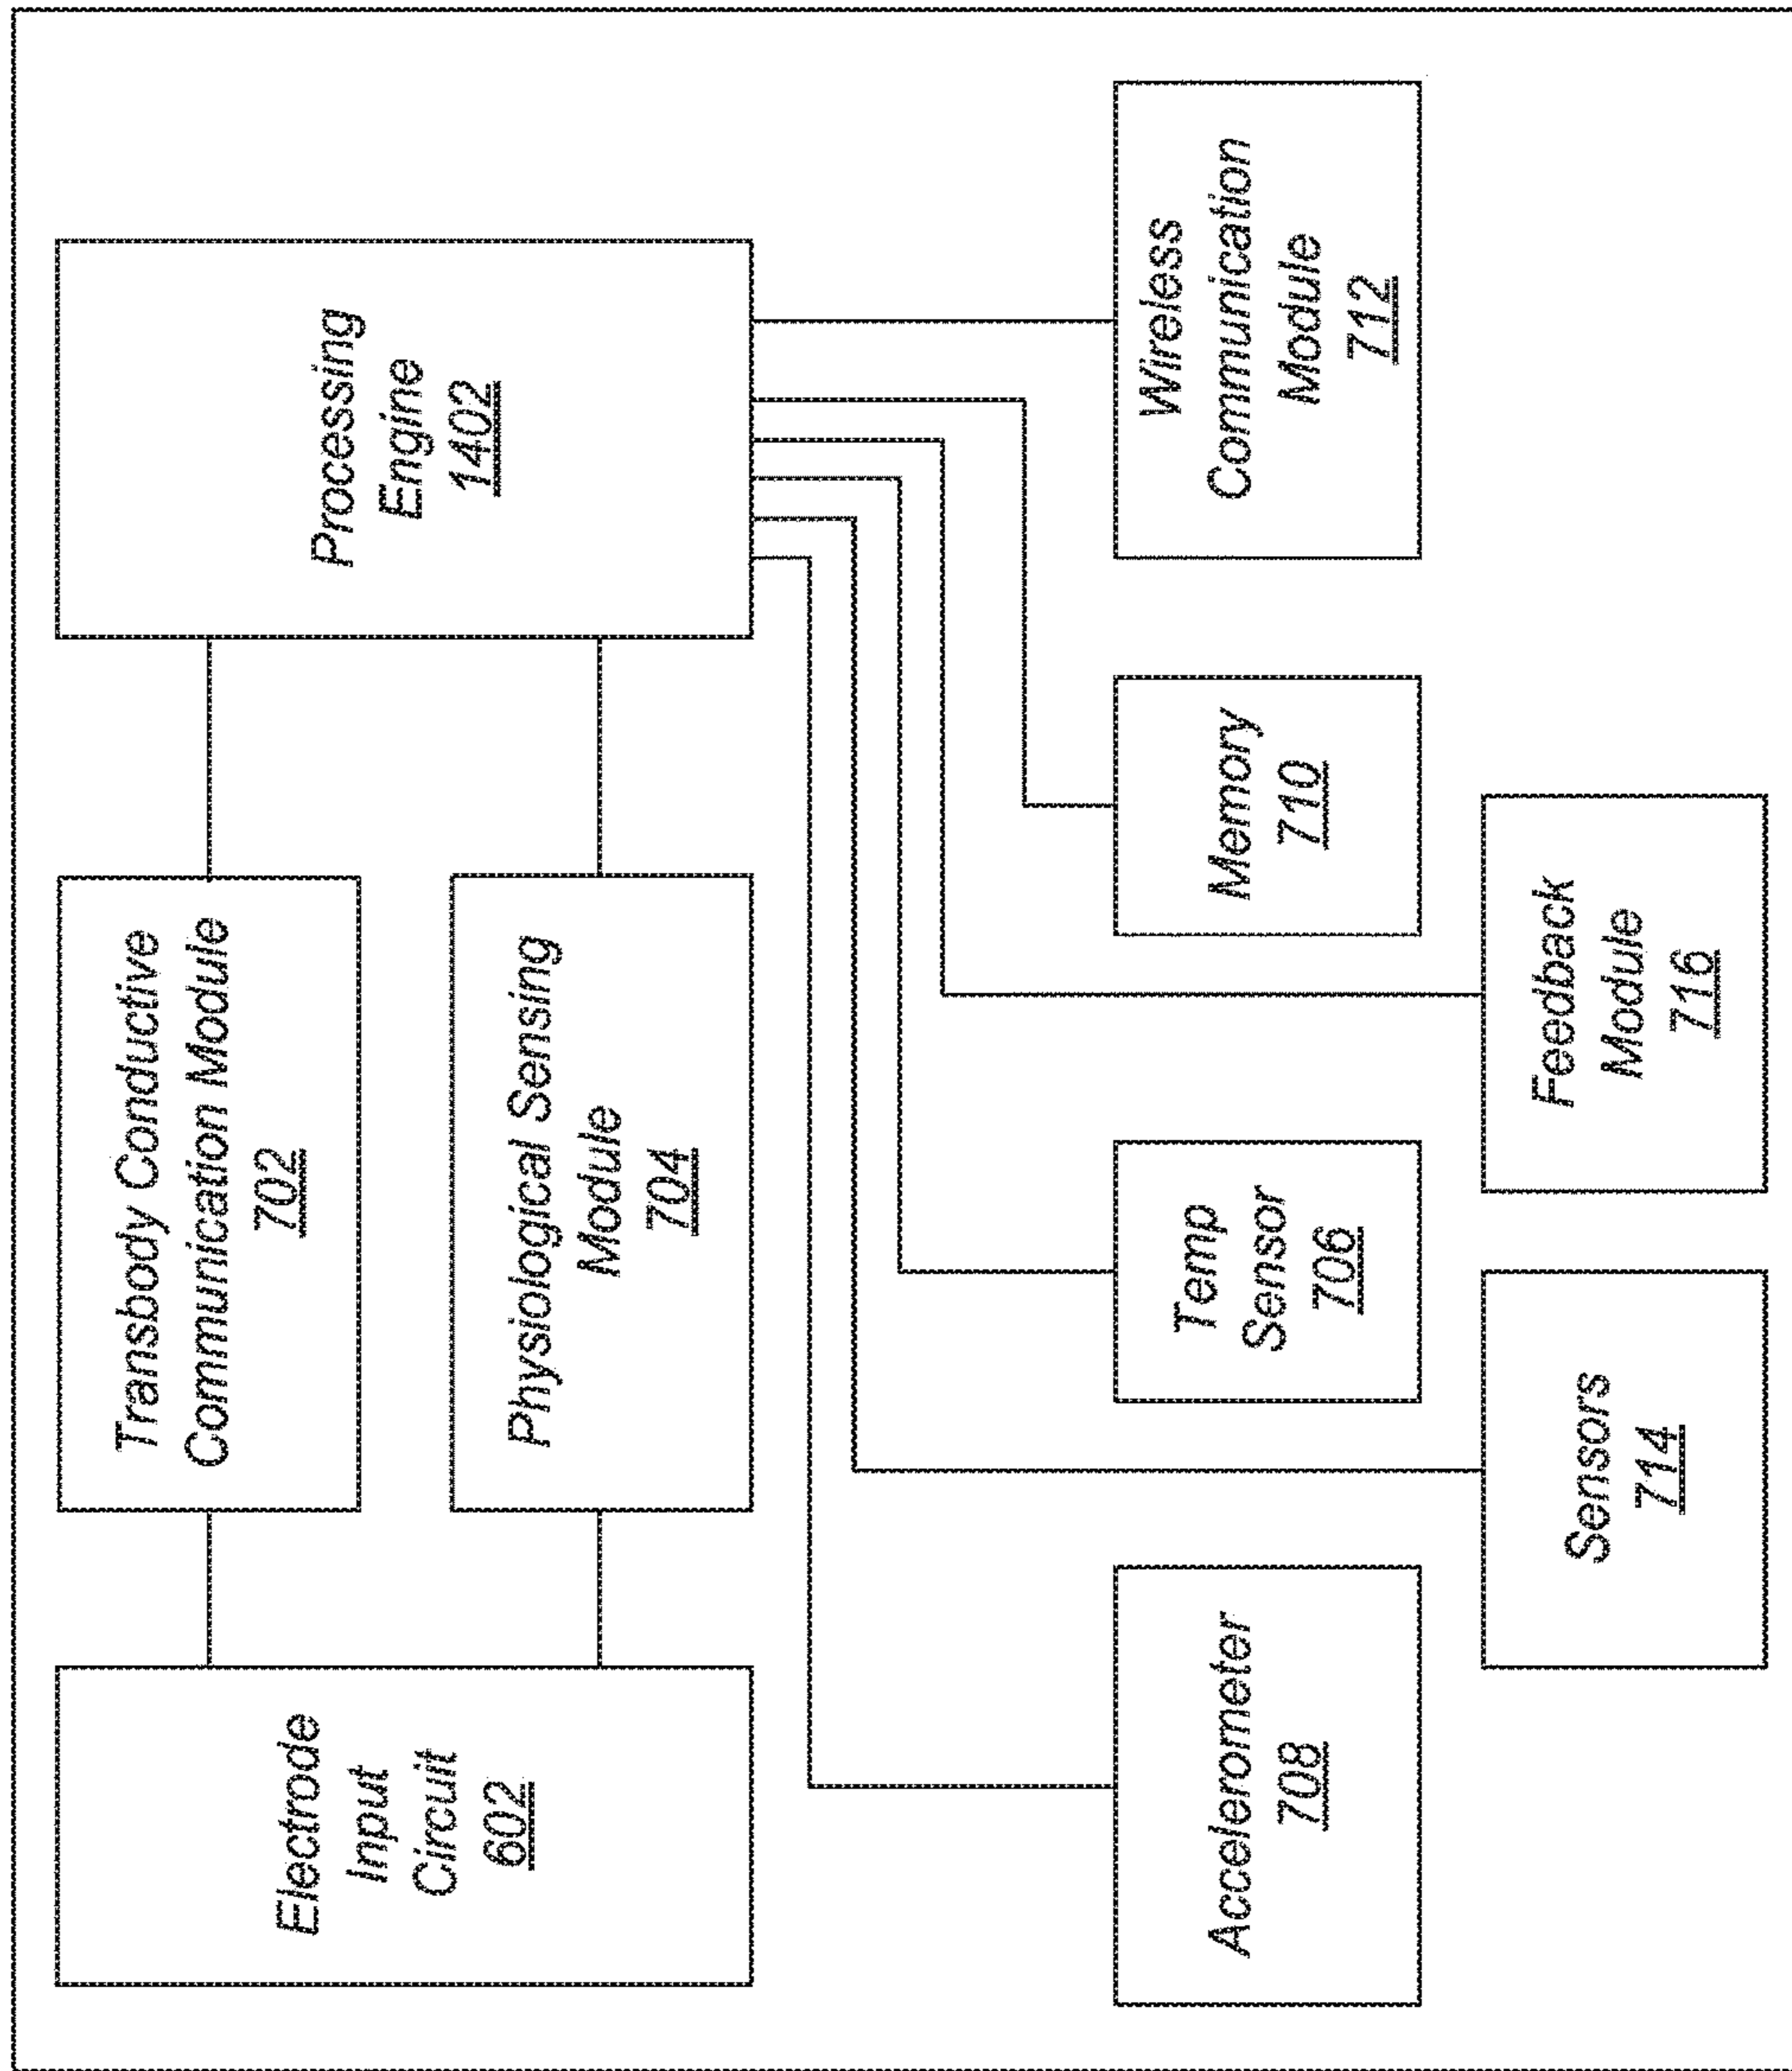 Electrode
Input
Circuit
602
Transbody Conductive
Communication Module
702
Physiological Sensing
Module
704
Processing
Engine
1402
Accelerometer
708
Temp
Sensor
706
Memory
710
Wireless
Communication
Module
712
Sensors
714
Feedback
Module
716